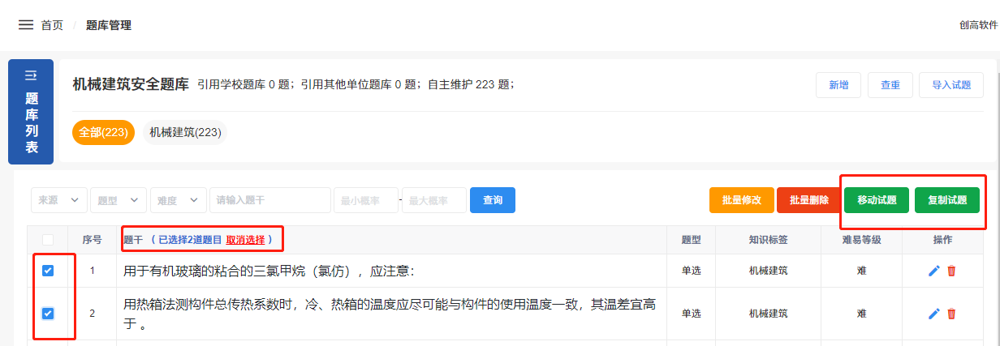 首页 / 题库管理
创高软件
题库列表
机械建筑安全题库 引用学校题库 0 题；引用其他单位题库 0 题；自主维护 223 题；
新增 查重 导入试题
全部(223) 机械建筑(223)
来源 题型 难度 请输入题干 最小概率 - 最大概率 查询 批量修改 批量删除 移动试题 复制试题
序号 题干 （ 已选择2道题目 取消选择 ） 题型 知识标签 难易等级 操作
1 用于有机玻璃的粘合的三氯甲烷（氯仿），应注意： 单选 机械建筑 难
2 用热箱法测构件总传热系数时，冷、热箱的温度应尽可能与构件的使用温度一致，其温差宜高
于 。 单选 机械建筑 难